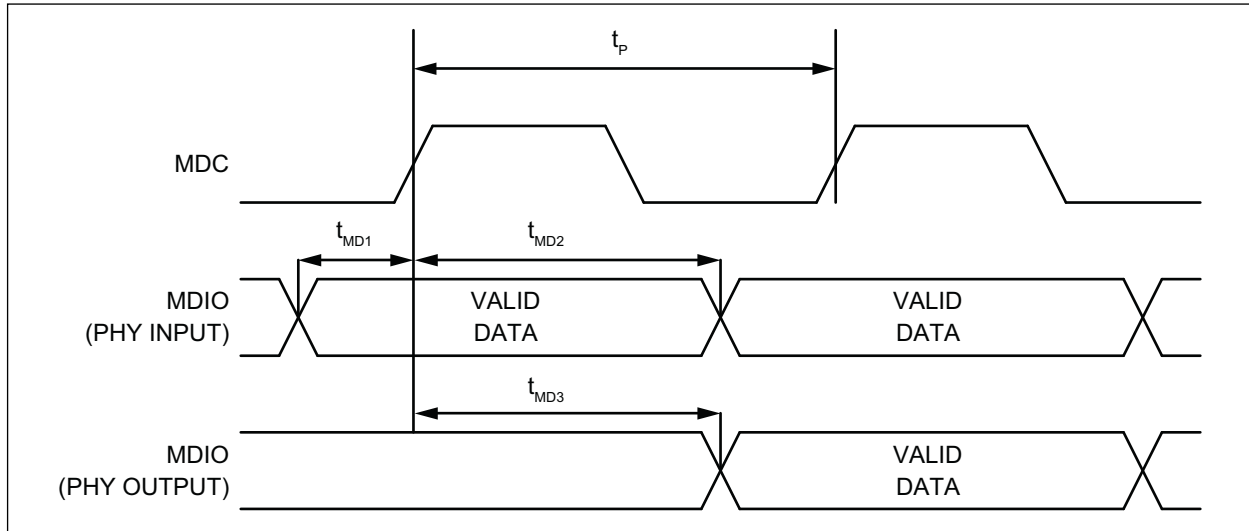 tP
MDC
tMD1
tMD2
MDIO
(PHY INPUT)
VALID
DATA
VALID
DATA
tMD3
MDIO
(PHY OUTPUT)
VALID
DATA